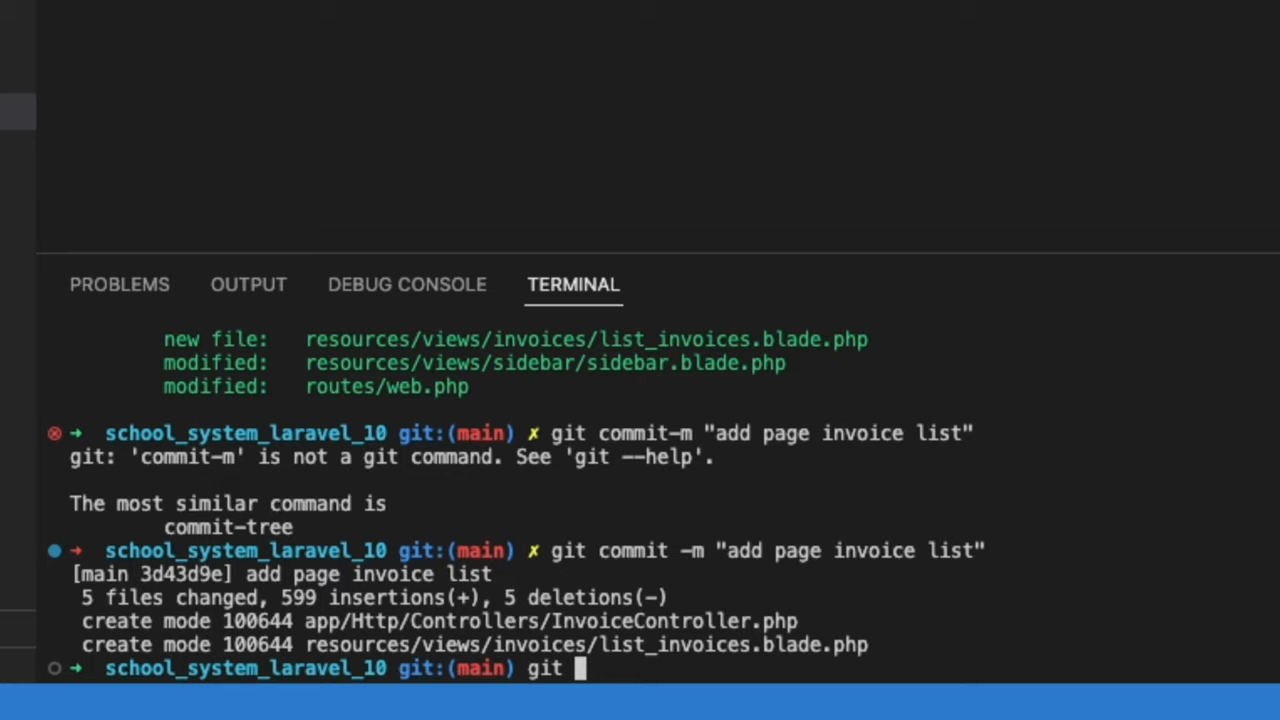 PROBLEMS OUTPUT DEBUG CONSOLE TERMINAL
new file: resources/views/invoices/list_invoices.blade.php
modified: resources/views/sidebar/sidebar.blade.php
modified: routes/web.php
➜ school_system_laravel_10 git:(main) ✗ git commit-m "add page invoice list"
git: 'commit-m' is not a git command. See 'git --help'.
The most similar command is
commit-tree
➜ school_system_laravel_10 git:(main) ✗ git commit -m "add page invoice list"
[main 3d43d9e] add page invoice list
5 files changed, 599 insertions(+), 5 deletions(-)
create mode 100644 app/Http/Controllers/InvoiceController.php
create mode 100644 resources/views/invoices/list_invoices.blade.php
➜ school_system_laravel_10 git:(main) git